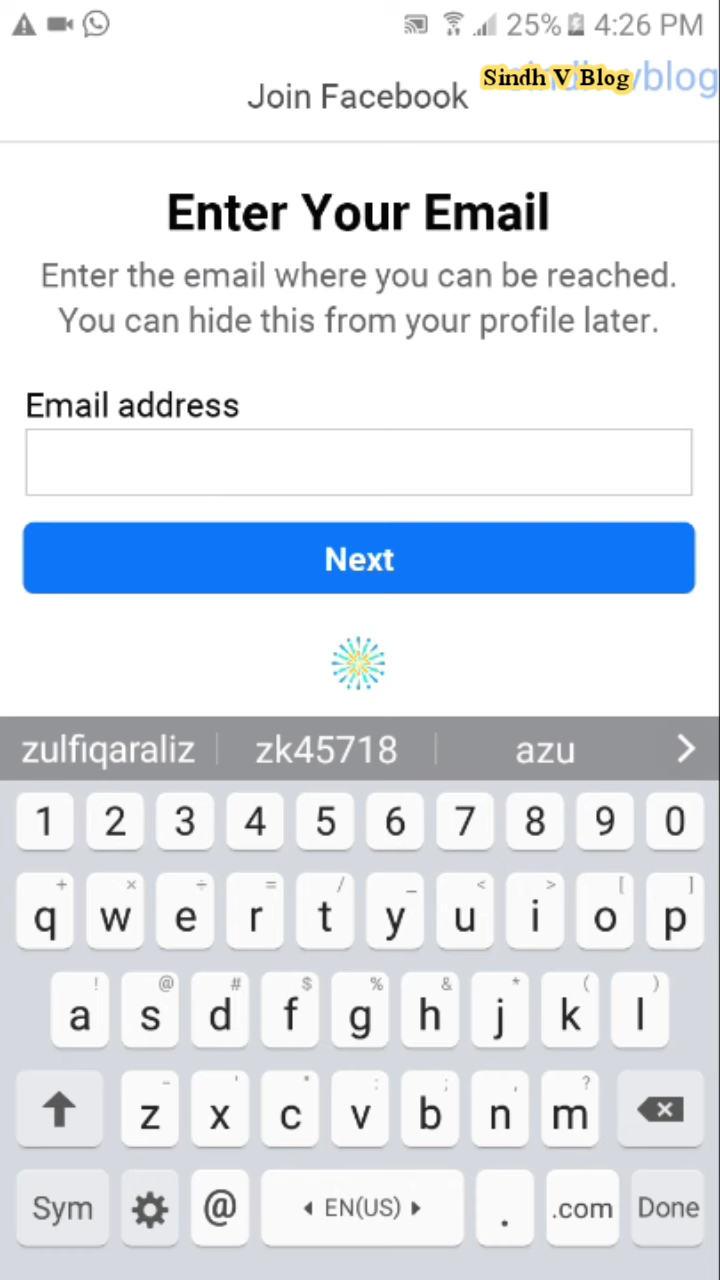 25% 4:26 PM
Sindh V Blog
vblog
Join Facebook
Enter Your Email
Enter the email where you can be reached.
You can hide this from your profile later.
Email address
Next
zulfiqaraliz zk45718 azu
1 2 3 4 5 6 7 8 9 0
+ × ÷ = / _ < > [ ]
q w e r t y u i o p
! @ # $ % & * ( )
a s d f g h j k l
- ' " : ; , ?
z x c v b n m
Sym @ EN(US) . .com Done